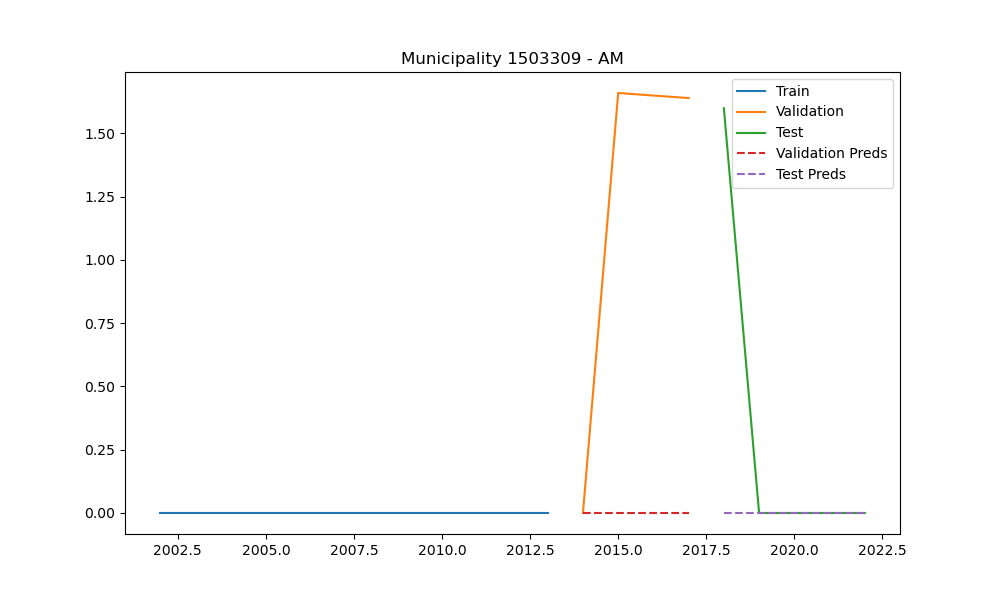 Municipality 1503309 - AM
Train
Validation
Test
Validation Preds
Test Preds
1.50
1.25
1.00
0.75
0.50
0.25
0.00
2002.5 2005.0 2007.5 2010.0 2012.5 2015.0 2017.5 2020.0 2022.5